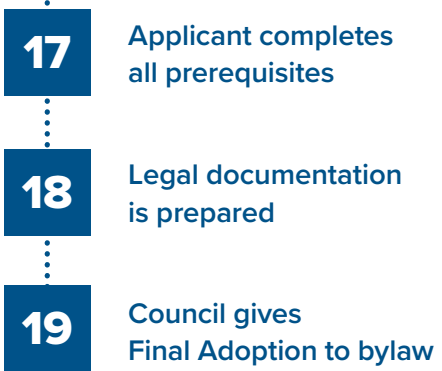 17
Applicant completes
all prerequisites
18
Legal documentation
is prepared
19
Council gives
Final Adoption to bylaw